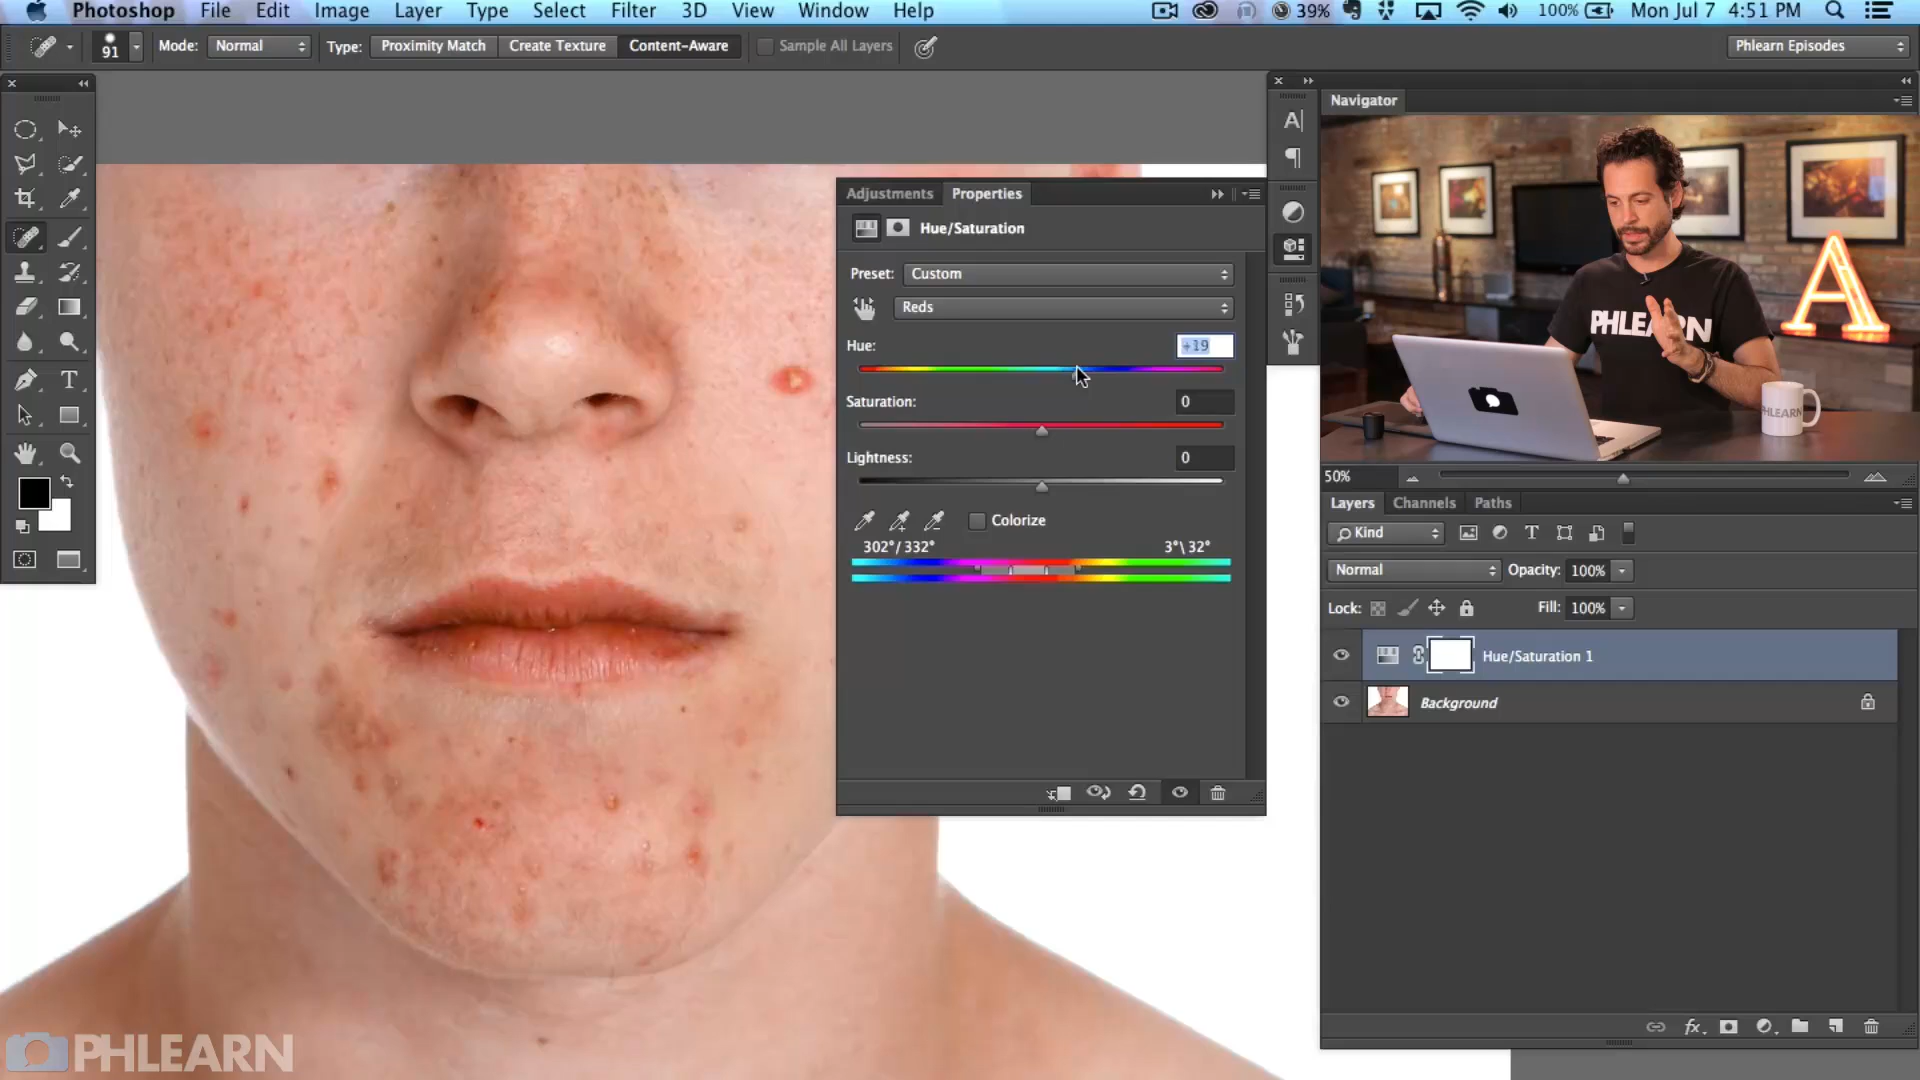 Photoshop File Edit Image Layer Type Select Filter 3D View Window Help 39% 100% Mon Jul 7 4:51 PM
91 Mode: Normal Type: Proximity Match Create Texture Content-Aware Sample All Layers Phlearn Episodes
Navigator
Adjustments Properties
Hue/Saturation
Preset: Custom
Reds
Hue: +19
Saturation: 0
Lightness: 0
Colorize
302°/332° 3°\32°
PHLEARN
PHLEARN
A
50%
Layers Channels Paths
Kind
Normal Opacity: 100%
Lock: Fill: 100%
Hue/Saturation 1
Background
fx
PHLEARN